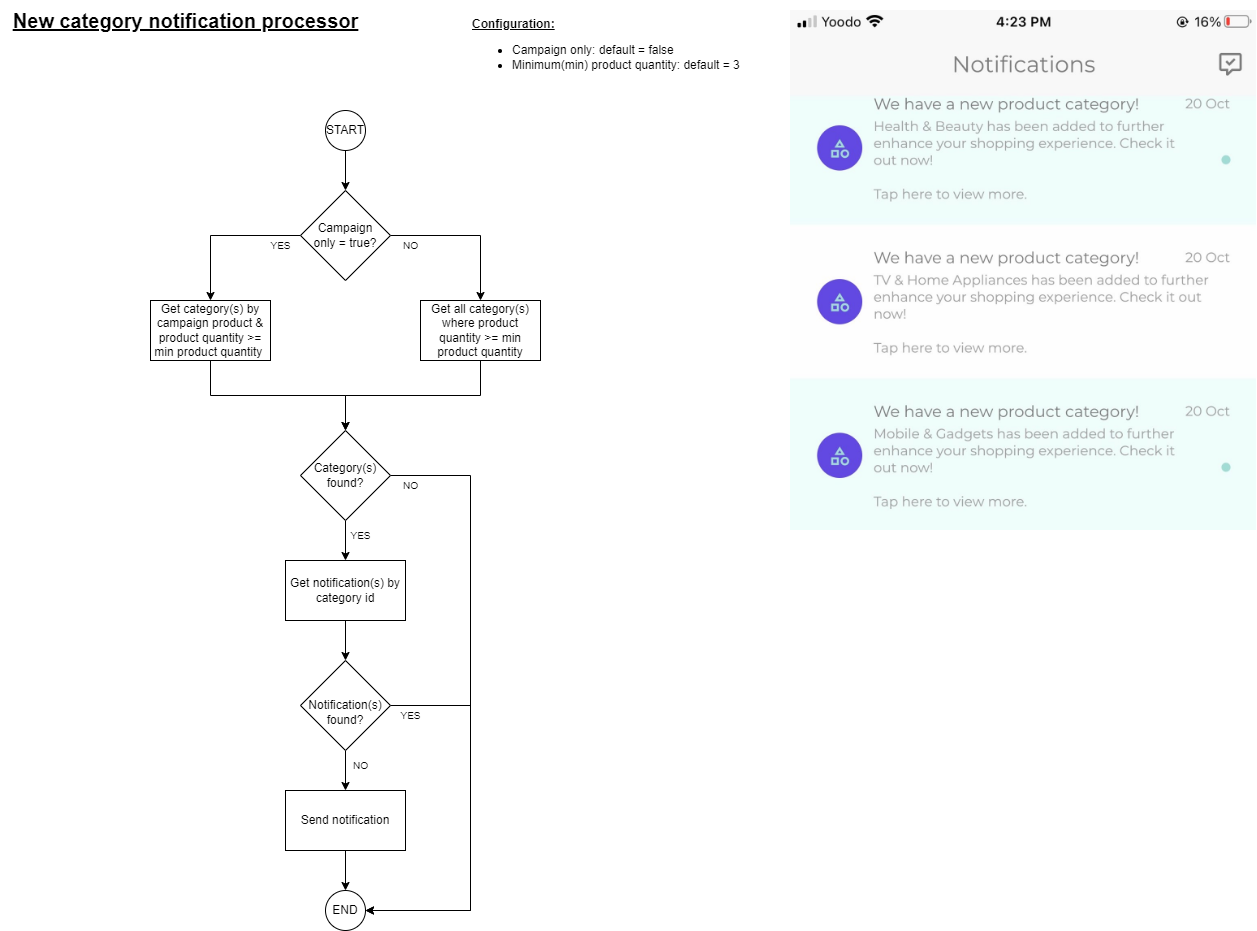 New category notification processor
Configuration:
Campaign only: default = false
Minimum(min) product quantity: default = 3
START
Campaign
only = true?
YES
NO
Get category(s) by
campaign product &
product quantity >=
min product quantity
Get all category(s)
where product
quantity >= min
product quantity
Category(s)
found?
NO
YES
Get notification(s) by
category id
Notification(s)
found?
YES
NO
Send notification
END
Yoodo
4:23 PM
16%
Notifications
We have a new product category!
20 Oct
Health & Beauty has been added to further
enhance your shopping experience. Check it
out now!
Tap here to view more.
We have a new product category!
20 Oct
TV & Home Appliances has been added to further
enhance your shopping experience. Check it out
now!
Tap here to view more.
We have a new product category!
20 Oct
Mobile & Gadgets has been added to further
enhance your shopping experience. Check it
out now!
Tap here to view more.